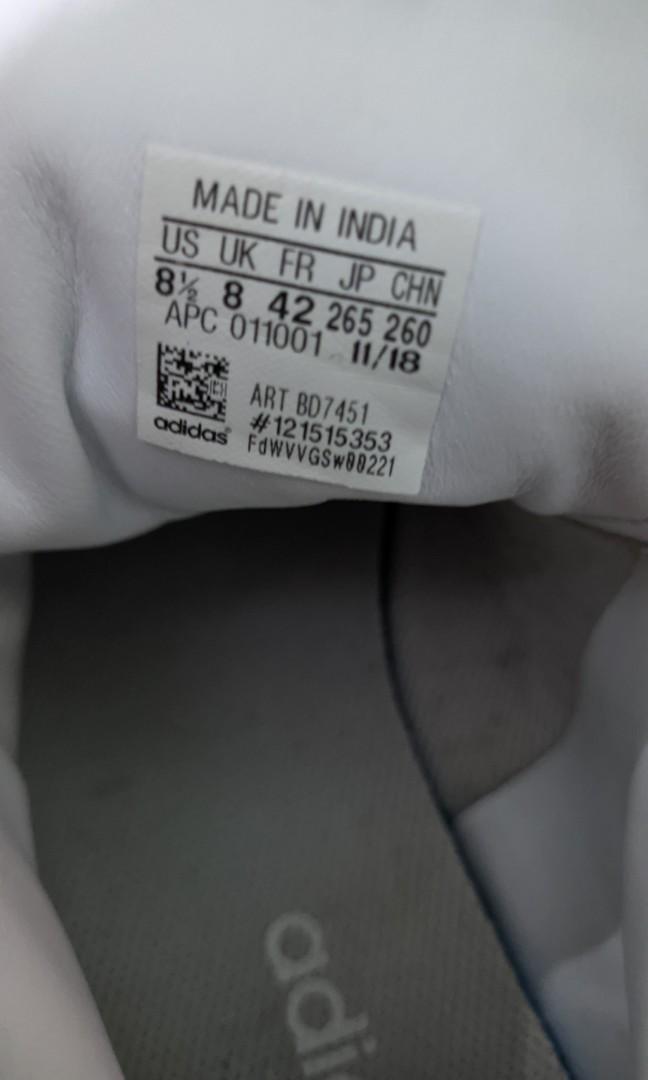 MADE IN INDIA
US UK FR JP CHN
8½ 8 42 265 260
APC 011001 11/18
ART BD7451
#121515353
adidas®
FdWVVGSw00221
adi